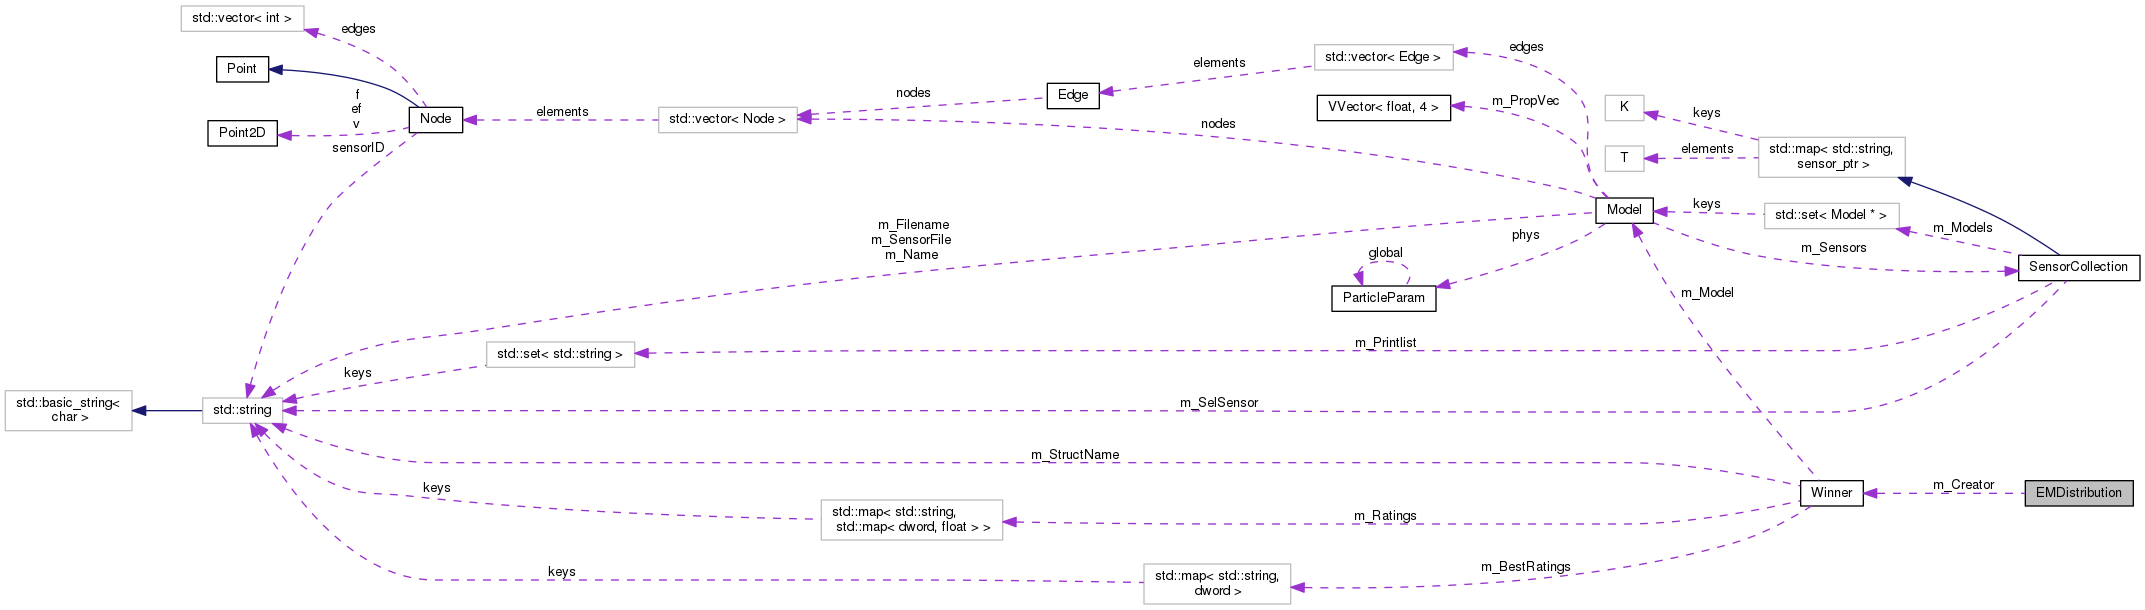 std::vector< int >
edges
Point
f
ef
v
Node
Point2D
sensorID
elements
std::vector< Node >
nodes
Edge
elements
std::vector< Edge >
edges
VVector< float, 4 >
m_PropVec
nodes
K
keys
T
elements
std::map< std::string,
sensor_ptr >
Model
keys
std::set< Model * >
m_Models
m_Sensors
SensorCollection
m_Filename
m_SensorFile
m_Name
phys
global
ParticleParam
m_Model
m_Printlist
std::set< std::string >
keys
std::basic_string<
char >
std::string
m_SelSensor
m_StructName
keys
std::map< std::string,
std::map< dword, float > >
m_Ratings
Winner
m_Creator
EMDistribution
keys
std::map< std::string,
dword >
m_BestRatings